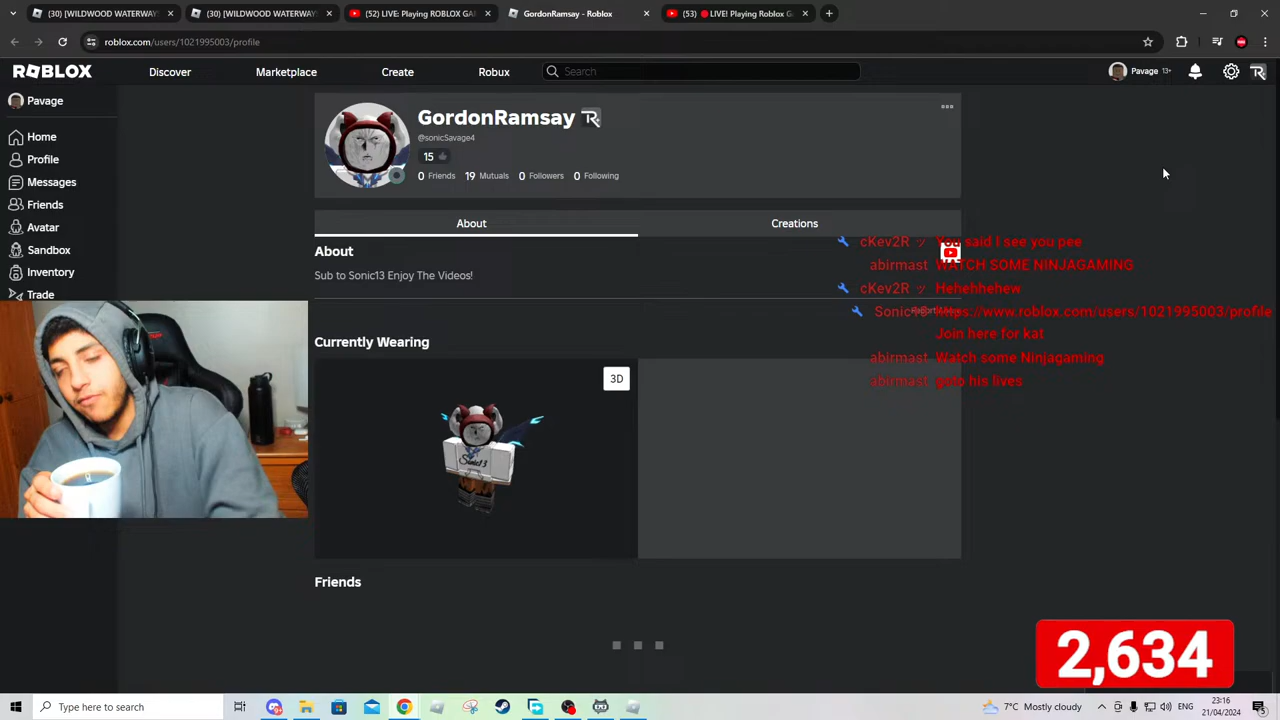 (30) [WILDWOOD WATERWAY
(30) [WILDWOOD WATERWAY
(52) LIVE: Playing ROBLOX GA
GordonRamsay - Roblox
(53) LIVE! Playing Roblox G
roblox.com/users/1021995003/profile
ROBLOX
Discover
Marketplace
Create
Robux
Search
Pavage 13+
Pavage
Home
Profile
Messages
Friends
Avatar
Sandbox
Inventory
Trade
GordonRamsay
@sonicSavage4
15
0 Friends 19 Mutuals 0 Followers 0 Following
About
Creations
About
Sub to Sonic13 Enjoy The Videos!
cKev2R ッ You said I see you pee
abirmast WATCH SOME NINJAGAMING
cKev2R ッ Hehehhehew
Sonic13 https://www.roblox.com/users/1021995003/profile
Join here for kat
abirmast Watch some Ninjagaming
abirmast goto his lives
Currently Wearing
3D
Sonic13
Friends
2,634
Type here to search
7°C Mostly cloudy
ENG
23:16
21/04/2024